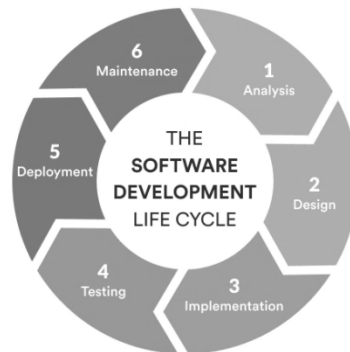 THE
SOFTWARE
DEVELOPMENT
LIFE CYCLE
1
Analysis
2
Design
3
Implementation
4
Testing
5
Deployment
6
Maintenance